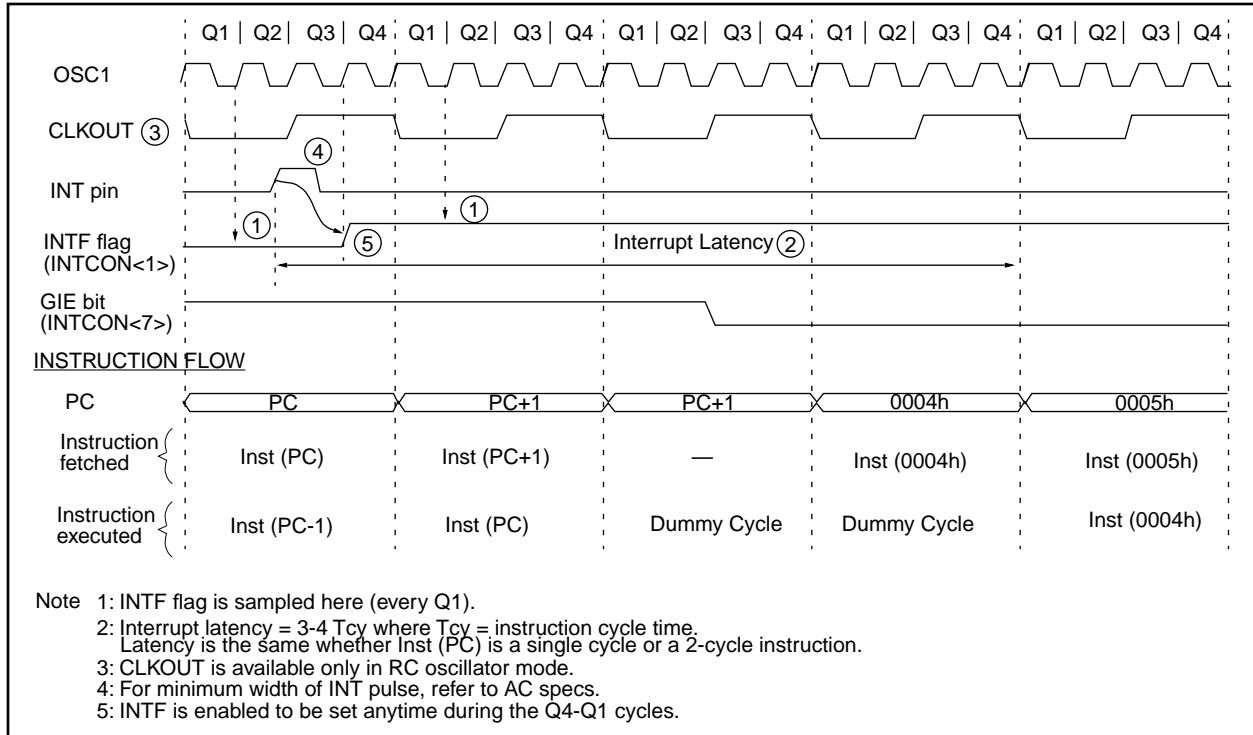 Q1 | Q2 | Q3 | Q4 Q1 | Q2 | Q3 | Q4 Q1 | Q2 | Q3 | Q4 Q1 | Q2 | Q3 | Q4 Q1 | Q2 | Q3 | Q4
OSC1
CLKOUT 3
4
INT pin
1 1
INTF flag
(INTCON<1>)
5
Interrupt Latency 2
GIE bit
(INTCON<7>)
INSTRUCTION FLOW
PC PC PC+1 PC+1 0004h 0005h
Instruction
fetched
Inst (PC) Inst (PC+1) — Inst (0004h) Inst (0005h)
Instruction
executed
Inst (PC-1) Inst (PC) Dummy Cycle Dummy Cycle Inst (0004h)
Note 1: INTF flag is sampled here (every Q1).
2: Interrupt latency = 3-4 Tcy where Tcy = instruction cycle time.
Latency is the same whether Inst (PC) is a single cycle or a 2-cycle instruction.
3: CLKOUT is available only in RC oscillator mode.
4: For minimum width of INT pulse, refer to AC specs.
5: INTF is enabled to be set anytime during the Q4-Q1 cycles.